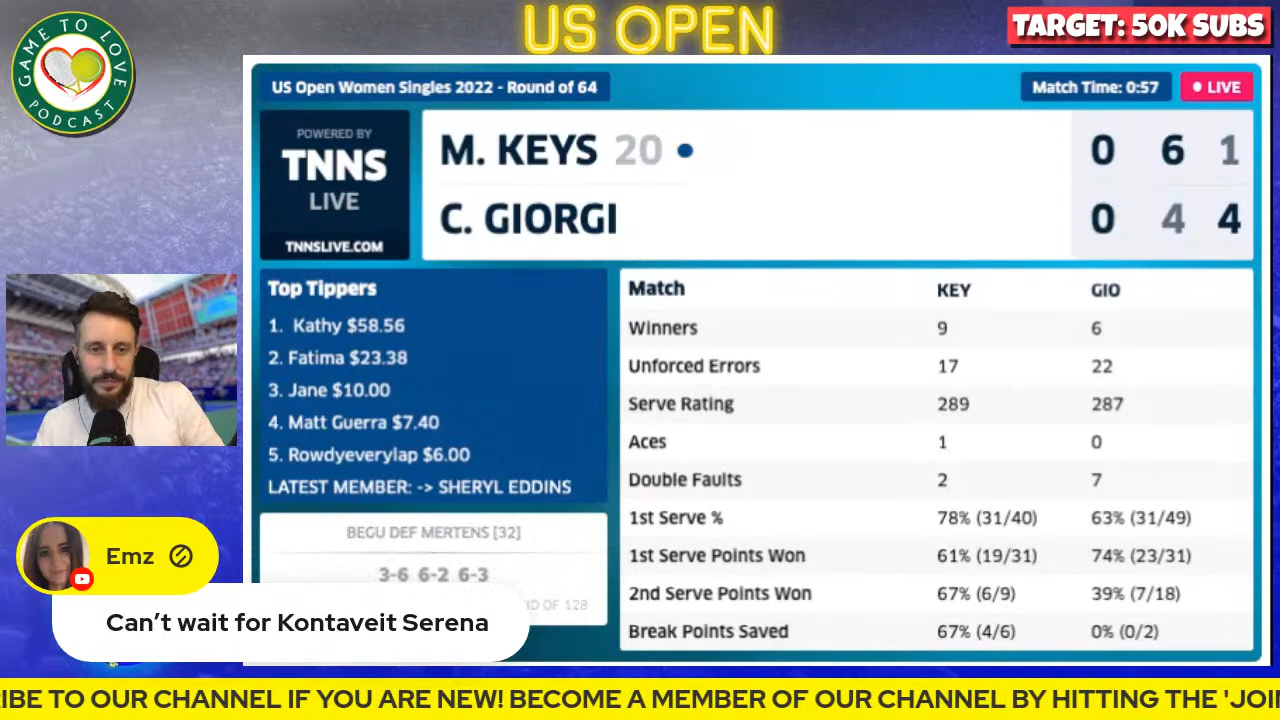 GAME TO LOVE
PODCAST
US OPEN
TARGET: 50K SUBS
US Open Women Singles 2022 - Round of 64
Match Time: 0:57
LIVE
POWERED BY
TNNS
LIVE
TNNSLIVE.COM
M. KEYS 20 0 6 1
C. GIORGI 0 4 4
Top Tippers
1. Kathy $58.56
2. Fatima $23.38
3. Jane $10.00
4. Matt Guerra $7.40
5. Rowdyeverylap $6.00
LATEST MEMBER: -> SHERYL EDDINS
BEGU DEF MERTENS [32]
3-6 6-2 6-3
OF 128
Match KEY GIO
Winners 9 6
Unforced Errors 17 22
Serve Rating 289 287
Aces 1 0
Double Faults 2 7
1st Serve % 78% (31/40) 63% (31/49)
1st Serve Points Won 61% (19/31) 74% (23/31)
2nd Serve Points Won 67% (6/9) 39% (7/18)
Break Points Saved 67% (4/6) 0% (0/2)
Emz
Can’t wait for Kontaveit Serena
TO OUR CHANNEL IF YOU ARE NEW! BECOME A MEMBER OF OUR CHANNEL BY HITTING THE